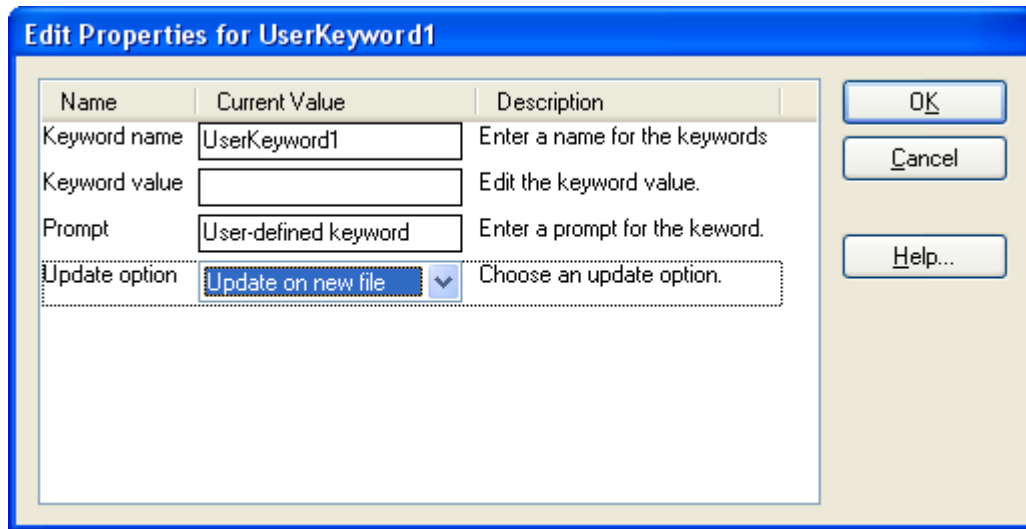 Edit Properties for UserKeyword1
Name Current Value Description
Keyword name UserKeyword1 Enter a name for the keywords
Keyword value Edit the keyword value.
Prompt User-defined keyword Enter a prompt for the keword.
Update option Update on new file Choose an update option.
OK
Cancel
Help...